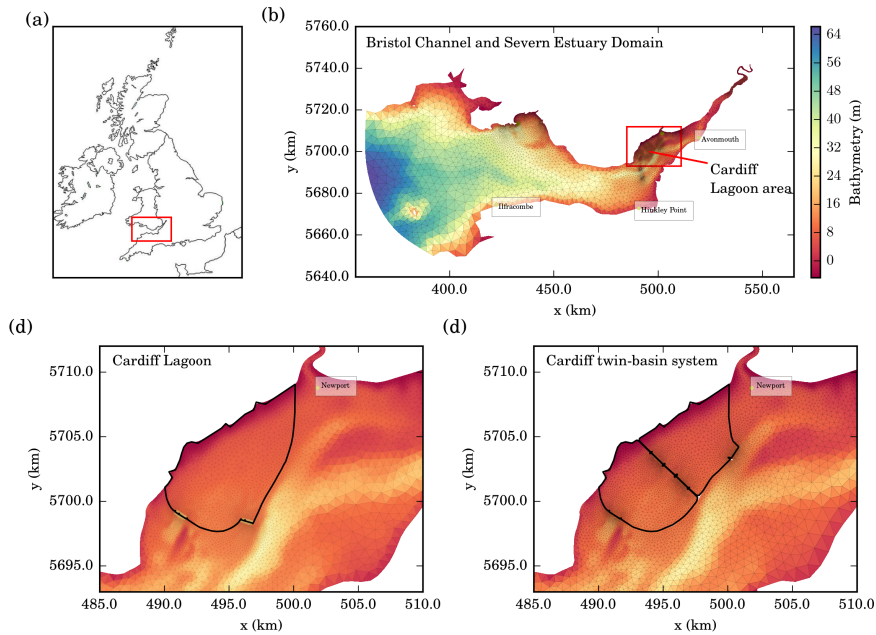 (a)
(b)
5760.0
5740.0
5720.0
5700.0
5680.0
5660.0
5640.0
y (km)
Bristol Channel and Severn Estuary Domain
Avonmouth
Cardiff
Lagoon area
Ilfracombe
Hinkley Point
400.0 450.0 500.0 550.0
x (km)
64
56
48
40
32
24
16
8
0
Bathymetry (m)
(d)
Cardiff Lagoon
Newport
5710.0
5705.0
5700.0
5695.0
y (km)
485.0 490.0 495.0 500.0 505.0 510.0
x (km)
(d)
Cardiff twin-basin system
Newport
5710.0
5705.0
5700.0
5695.0
y (km)
485.0 490.0 495.0 500.0 505.0 510.0
x (km)